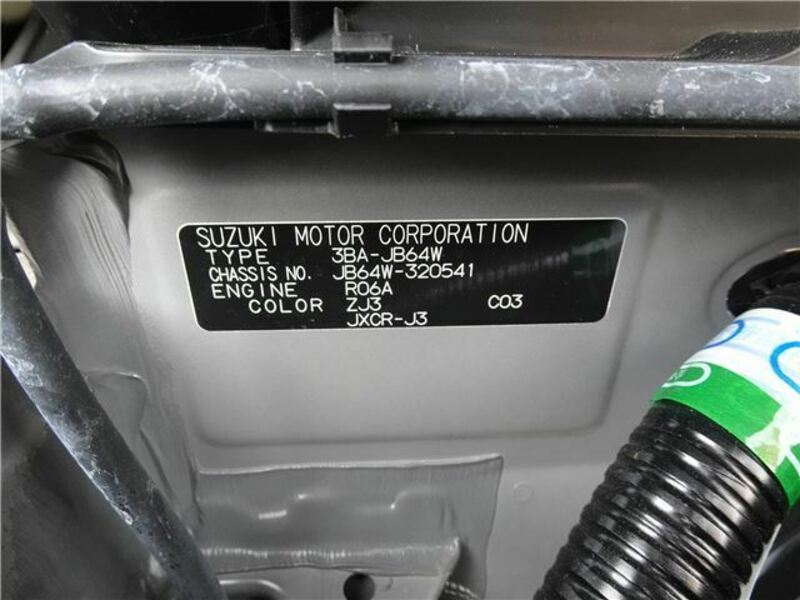 SUZUKI MOTOR CORPORATION
TYPE 3BA-JB64W
CHASSIS NO. JB64W-320541
ENGINE R06A
COLOR ZJ3 C03
JXCR-J3